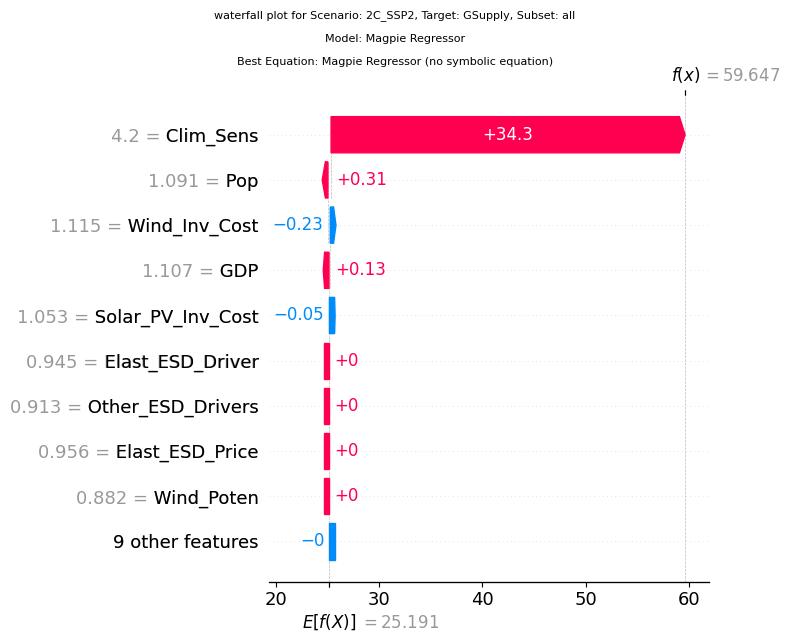 waterfall plot for Scenario: 2C_SSP2, Target: GSupply, Subset: all
Model: Magpie Regressor
Best Equation: Magpie Regressor (no symbolic equation)
f(x) = 59.647
4.2 = Clim_Sens +34.3
1.091 = Pop +0.31
1.115 = Wind_Inv_Cost −0.23
1.107 = GDP +0.13
1.053 = Solar_PV_Inv_Cost −0.05
0.945 = Elast_ESD_Driver +0
0.913 = Other_ESD_Drivers +0
0.956 = Elast_ESD_Price +0
0.882 = Wind_Poten +0
9 other features −0
20 30 40 50 60
E[f(X)] = 25.191